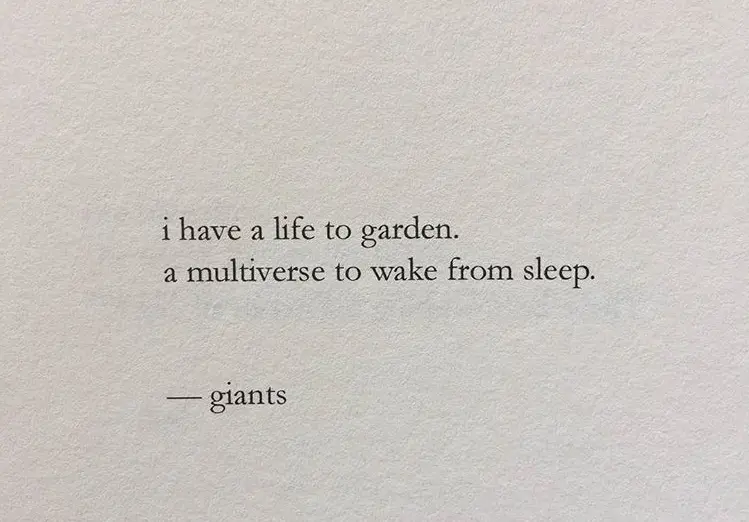 i have a life to garden.
a multiverse to wake from sleep.
— giants